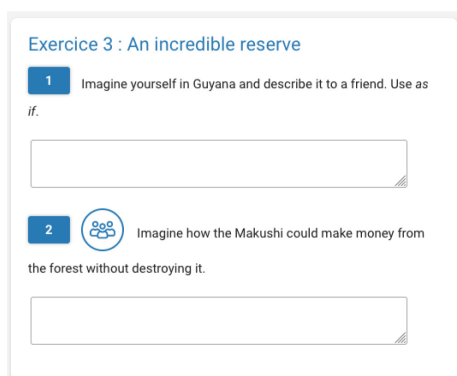 Exercice 3 : An incredible reserve
1 Imagine yourself in Guyana and describe it to a friend. Use as
if.
2 Imagine how the Makushi could make money from
the forest without destroying it.